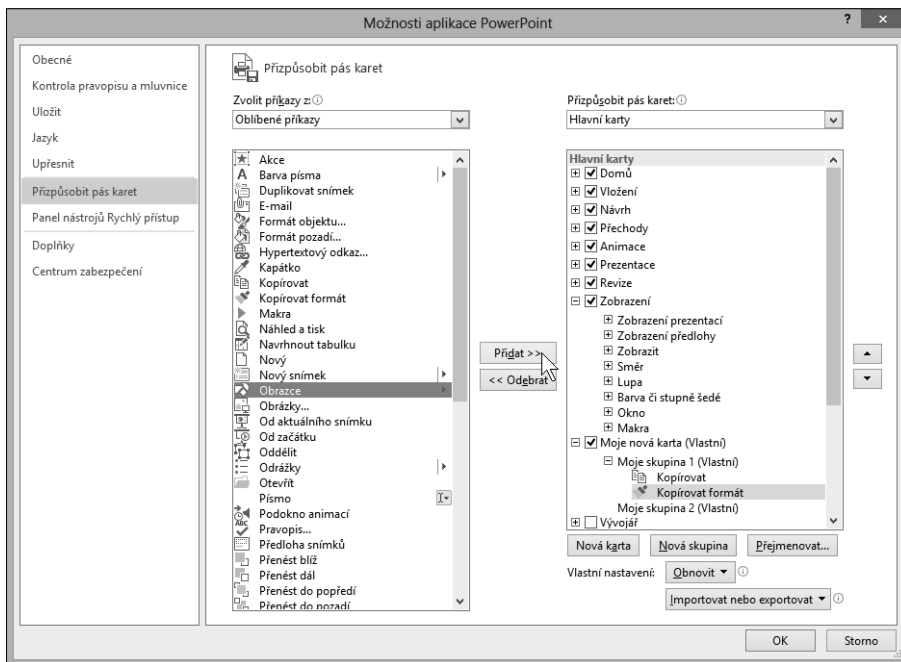 Možnosti aplikace PowerPoint
?
×
Obecné
Kontrola pravopisu a mluvnice
Uložit
Jazyk
Upřesnit
Přizpůsobit pás karet
Panel nástrojů Rychlý přístup
Doplňky
Centrum zabezpečení
Přizpůsobit pás karet
Zvolit příkazy z:
Oblíbené příkazy
Akce
Barva písma
Duplikovat snímek
E-mail
Formát objektu...
Formát pozadí...
Hypertextový odkaz...
Kapátko
Kopírovat
Kopírovat formát
Makra
Náhled a tisk
Navrhnout tabulku
Nový
Nový snímek
Obrazce
Obrázky...
Od aktuálního snímku
Od začátku
Oddělit
Odrážky
Otevřít
Písmo
Podokno animací
Pravopis...
Předloha snímků
Přenést blíž
Přenést dál
Přenést do popředí
Přenést do pozadí
Přidat >>
<< Odebrat
Přizpůsobit pás karet:
Hlavní karty
Hlavní karty
Domů
Vložení
Návrh
Přechody
Animace
Prezentace
Revize
Zobrazení
Zobrazení prezentací
Zobrazení předlohy
Zobrazit
Směr
Lupa
Barva či stupně šedé
Okno
Makra
Moje nová karta (Vlastní)
Moje skupina 1 (Vlastní)
Kopírovat
Kopírovat formát
Moje skupina 2 (Vlastní)
Vývojář
Nová karta
Nová skupina
Přejmenovat...
Vlastní nastavení:
Obnovit
Importovat nebo exportovat
OK
Storno